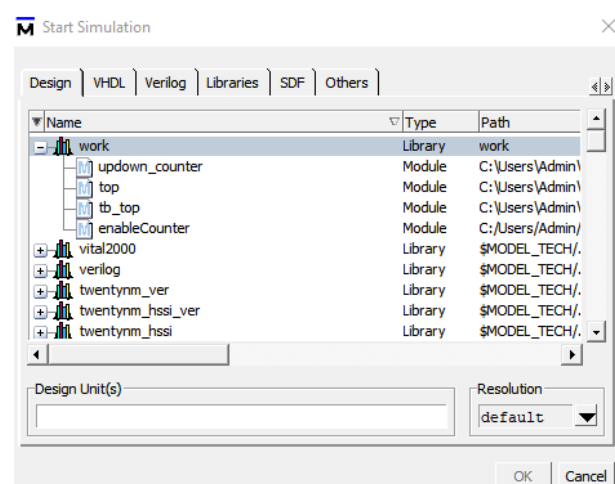 M Start Simulation
Design VHDL Verilog Libraries SDF Others
Name Type Path
work Library work
M updown_counter Module C:\Users\Admin\
M top Module C:\Users\Admin\
M tb_top Module C:\Users\Admin\
M enableCounter Module C:/Users/Admin/
vital2000 Library $MODEL_TECH/.
verilog Library $MODEL_TECH/.
twentynm_ver Library $MODEL_TECH/.
twentynm_hssi_ver Library $MODEL_TECH/.
twentynm_hssi Library $MODEL_TECH/.
Design Unit(s) Resolution
default
OK Cancel